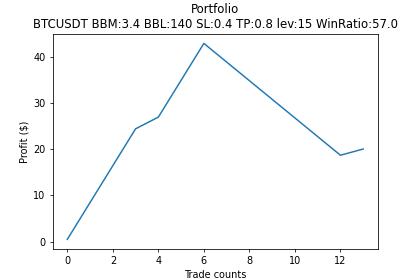 Portfolio
BTCUSDT BBM:3.4 BBL:140 SL:0.4 TP:0.8 lev:15 WinRatio:57.0
40
30
20
10
0
Profit ($)
0 2 4 6 8 10 12
Trade counts